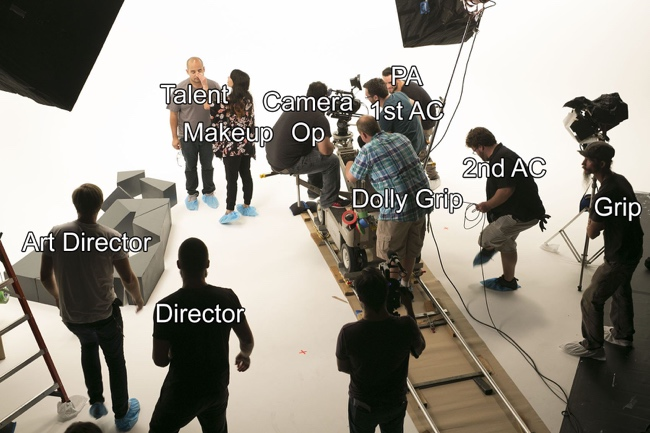 PA
Talent
Camera
Op
1st AC
Makeup
2nd AC
Dolly Grip
Grip
Art Director
Director